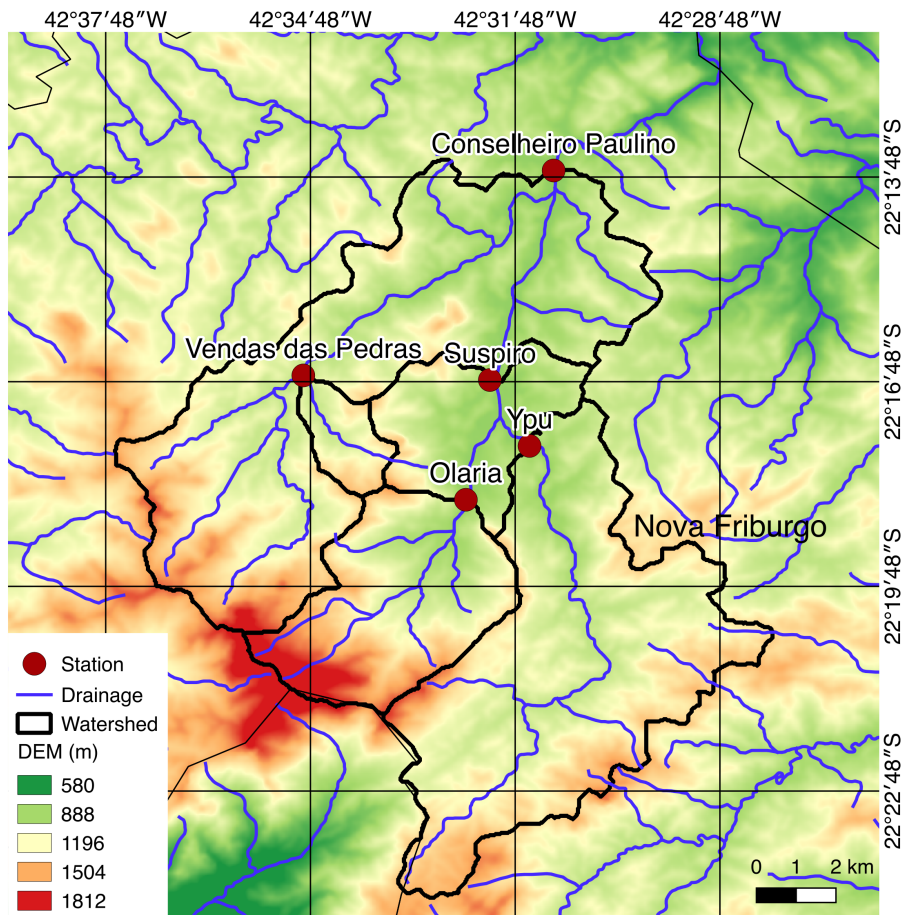 42°37'48"W 42°34'48"W 42°31'48"W 42°28'48"W
Conselheiro Paulino
22°13'48"S
Vendas das Pedras Suspiro
22°16'48"S
Ypu
Olaria
Nova Friburgo
22°19'48"S
Station
Drainage
Watershed
DEM (m)
580
888
1196
1504
1812
22°22'48"S
0 1 2 km